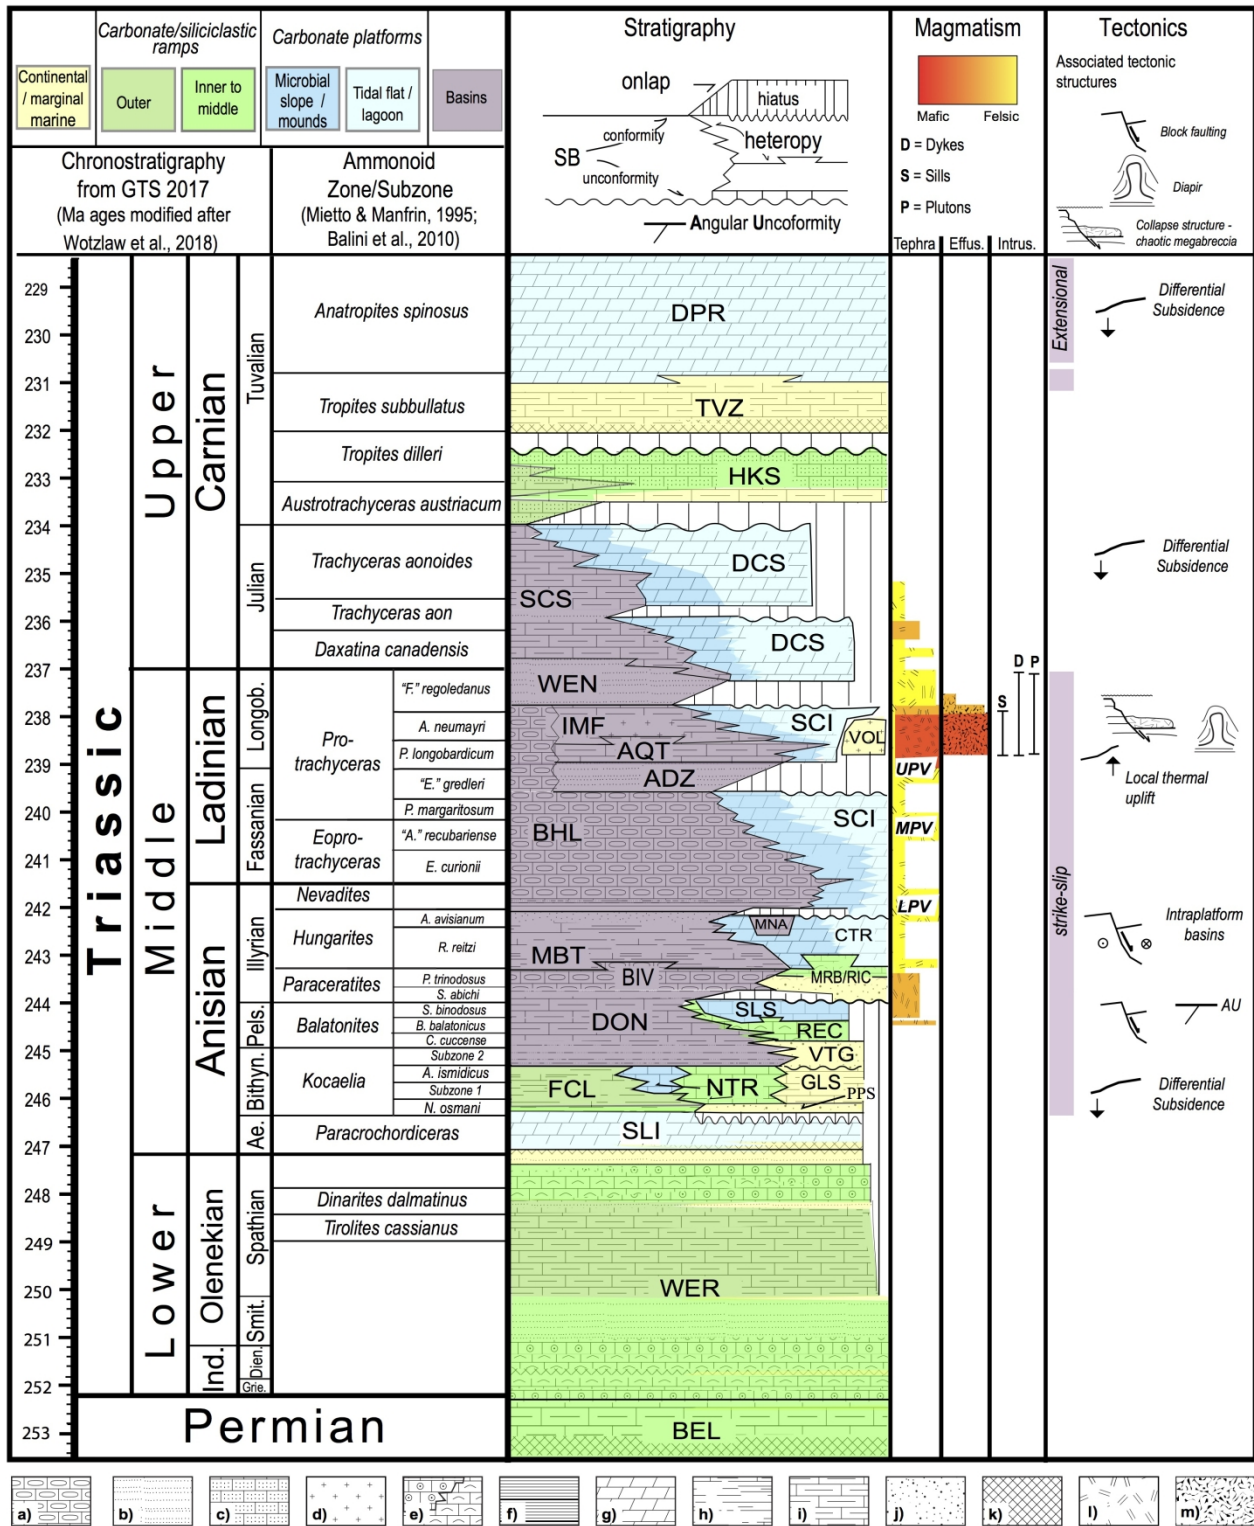 Carbonate/siliciclastic
ramps
Carbonate platforms
Continental
/ marginal
marine
Outer
Inner to
middle
Microbial
slope /
mounds
Tidal flat /
lagoon
Basins
Chronostratigraphy
from GTS 2017
(Ma ages modified after
Wotzlaw et al., 2018)
Ammonoid
Zone/Subzone
(Mietto & Manfrin, 1995;
Balini et al., 2010)
Stratigraphy
onlap
hiatus
conformity
heteropy
SB
unconformity
Angular Uncoformity
Magmatism
Mafic
Felsic
D = Dykes
S = Sills
P = Plutons
Tephra
Effus.
Intrus.
Tectonics
Associated tectonic
structures
Block faulting
Diapir
Collapse structure -
chaotic megabreccia
229
230
231
232
233
234
235
236
237
238
239
240
241
242
243
244
245
246
247
248
249
250
251
252
253
Triassic
Upper
Middle
Lower
Permian
Carnian
Ladinian
Anisian
Olenekian
Ind.
Tuvalian
Julian
Longob.
Fassanian
Illyrian
Pels.
Bithyn.
Ae.
Spathian
Smit.
Dien.
Grie.
Anatropites spinosus
Tropites subbullatus
Tropites dilleri
Austrotrachyceras austriacum
Trachyceras aonoides
Trachyceras aon
Daxatina canadensis
Pro-
trachyceras
"F." regoledanus
A. neumayri
P. longobardicum
"E." gredleri
P. margaritosum
Eopro-
trachyceras
"A." recubariense
E. curionii
Nevadites
Hungarites
A. avisianum
R. reitzi
Paraceratites
P. trinodosus
S. abichi
Balatonites
S. binodosus
B. balatonicus
C. cuccense
Kocaelia
Subzone 2
A. ismidicus
Subzone 1
N. osmani
Paracrochordiceras
Dinarites dalmatinus
Tirolites cassianus
DPR
TVZ
HKS
DCS
SCS
DCS
WEN
IMF
SCI
VOL
AQT
ADZ
SCI
BHL
MNA
CTR
MBT
BIV
MRB/RIC
SLS
DON
REC
VTG
FCL
NTR
GLS
PPS
SLI
WER
BEL
UPV
MPV
LPV
S
D
P
Extensional
strike-slip
Differential
Subsidence
Differential
Subsidence
Local thermal
uplift
Intraplatform
basins
AU
Differential
Subsidence
a)
b)
c)
d)
e)
f)
g)
h)
i)
j)
k)
l)
m)